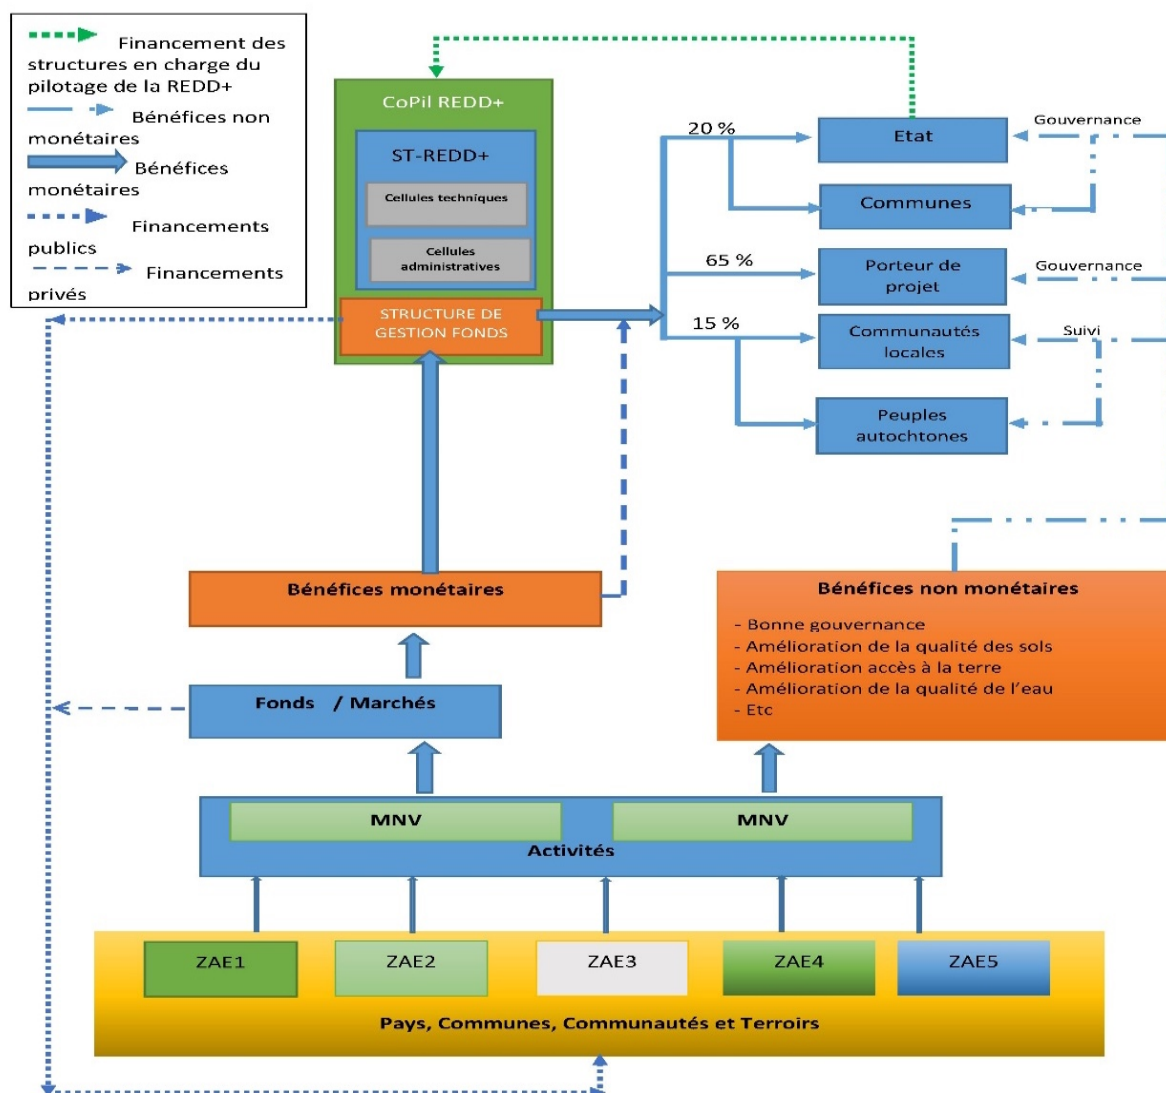 Financement des
structures en charge du
pilotage de la REDD+
Bénéfices non
monétaires
Bénéfices
monétaires
Financements
publics
Financements
privés
CoPil REDD+
ST-REDD+
Cellules techniques
Cellules
administratives
STRUCTURE DE
GESTION FONDS
20 %
65 %
15 %
Etat
Communes
Porteur de
projet
Communautés
locales
Peuples
autochtones
Gouvernance
Gouvernance
Suivi
Bénéfices monétaires
Bénéfices non monétaires
- Bonne gouvernance
- Amélioration de la qualité des sols
- Amélioration accès à la terre
- Amélioration de la qualité de l'eau
- Etc
Fonds / Marchés
MNV
MNV
Activités
ZAE1
ZAE2
ZAE3
ZAE4
ZAE5
Pays, Communes, Communautés et Terroirs